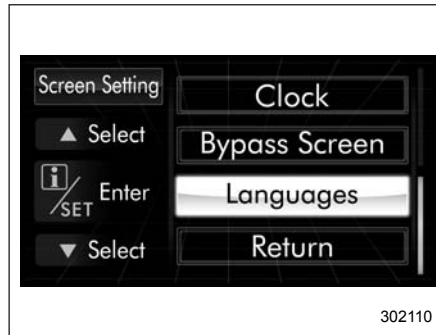 Screen Setting
▲ Select
i/SET Enter
▼ Select
Clock
Bypass Screen
Languages
Return
302110